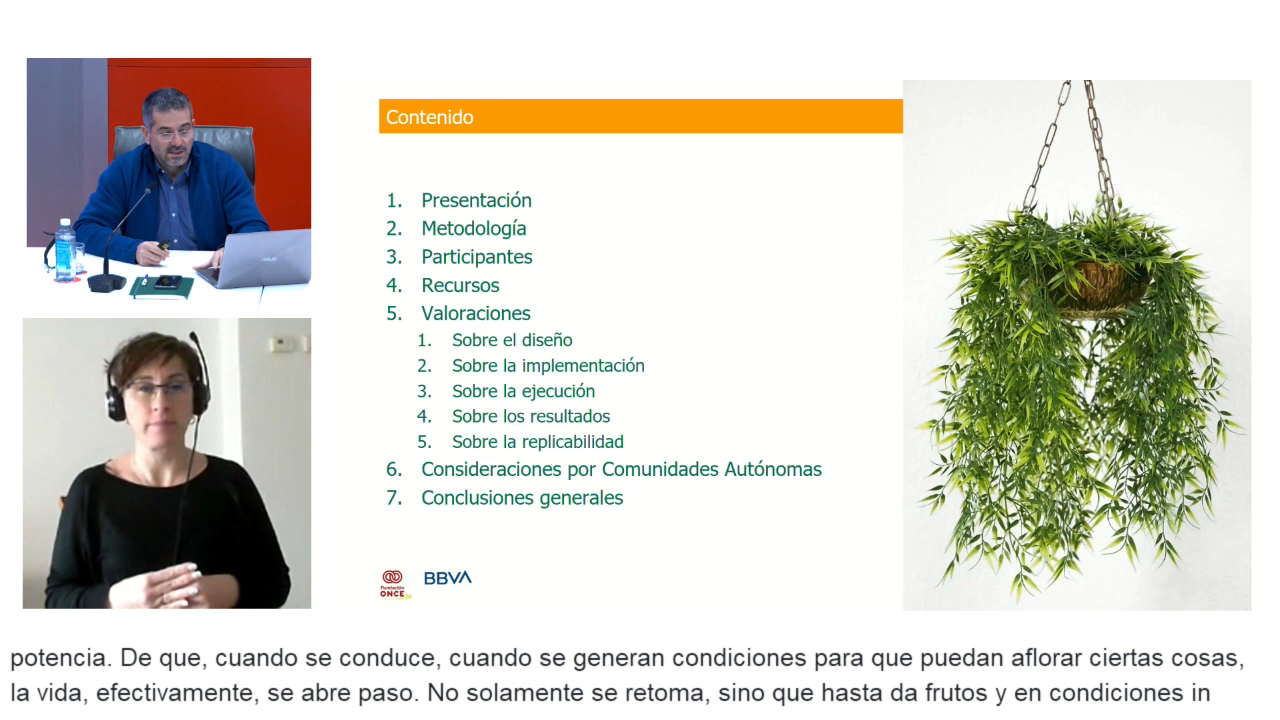 Contenido
1. Presentación
2. Metodología
3. Participantes
4. Recursos
5. Valoraciones
1. Sobre el diseño
2. Sobre la implementación
3. Sobre la ejecución
4. Sobre los resultados
5. Sobre la replicabilidad
6. Consideraciones por Comunidades Autónomas
7. Conclusiones generales
Fundación
ONCE
BBVA
ASUS
potencia. De que, cuando se conduce, cuando se generan condiciones para que puedan aflorar ciertas cosas,
la vida, efectivamente, se abre paso. No solamente se retoma, sino que hasta da frutos y en condiciones in